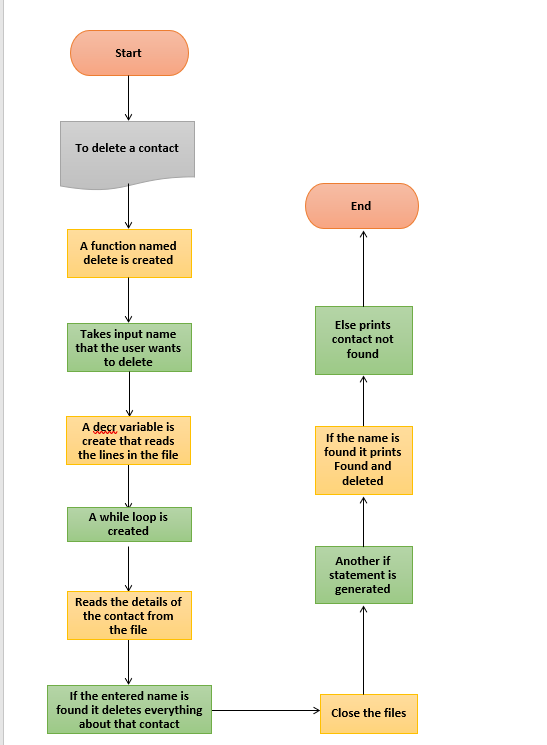 Start
To delete a contact
A function named
delete is created
Takes input name
that the user wants
to delete
A decr variable is
create that reads
the lines in the file
A while loop is
created
Reads the details of
the contact from
the file
If the entered name is
found it deletes everything
about that contact
Close the files
Another if
statement is
generated
If the name is
found it prints
Found and
deleted
Else prints
contact not
found
End